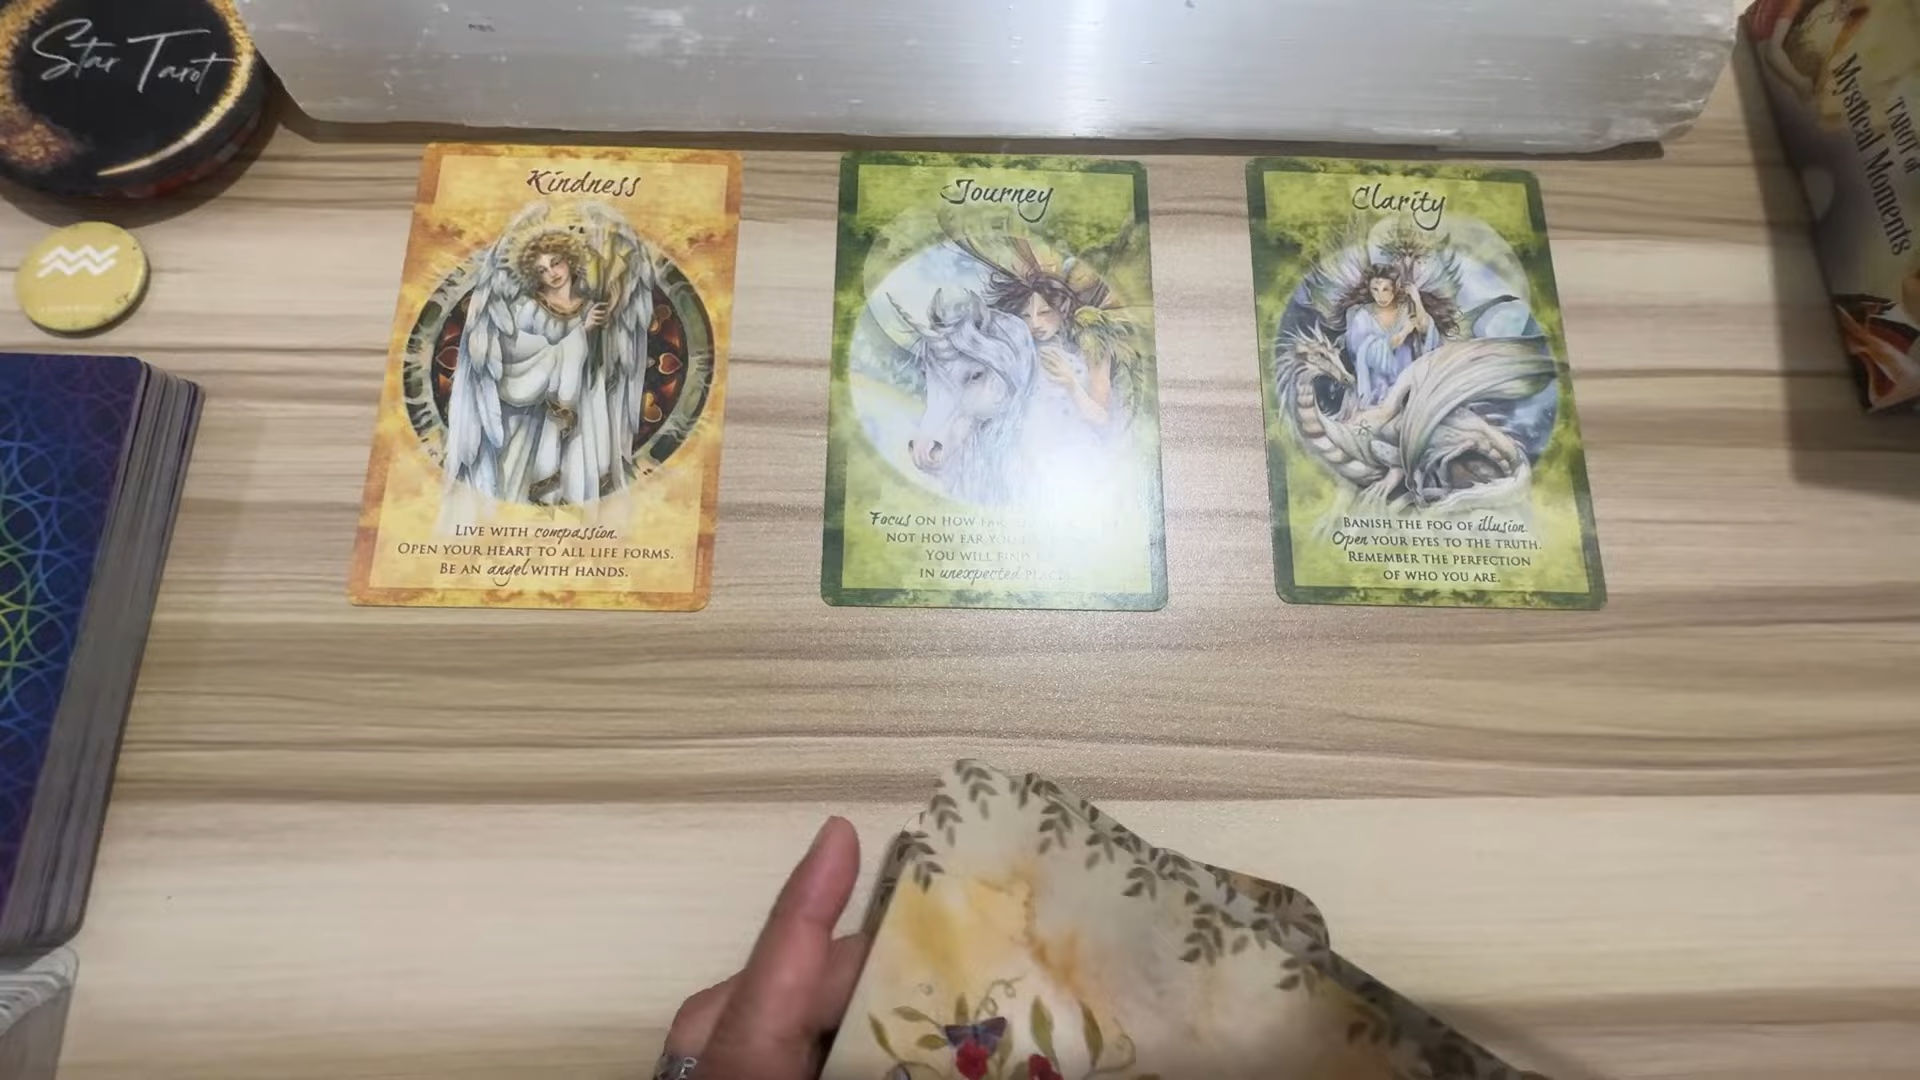 Star Tarot
TAROT of
Mystical Moments
Kindness
LIVE WITH compassion.
OPEN YOUR HEART TO ALL LIFE FORMS.
BE AN angel WITH HANDS.
Journey
Focus ON HOW FAR
NOT HOW FAR YOU
YOU WILL FIND
IN unexpected
Clarity
BANISH THE FOG OF illusion.
Open YOUR EYES TO THE TRUTH.
REMEMBER THE PERFECTION
OF WHO YOU ARE.